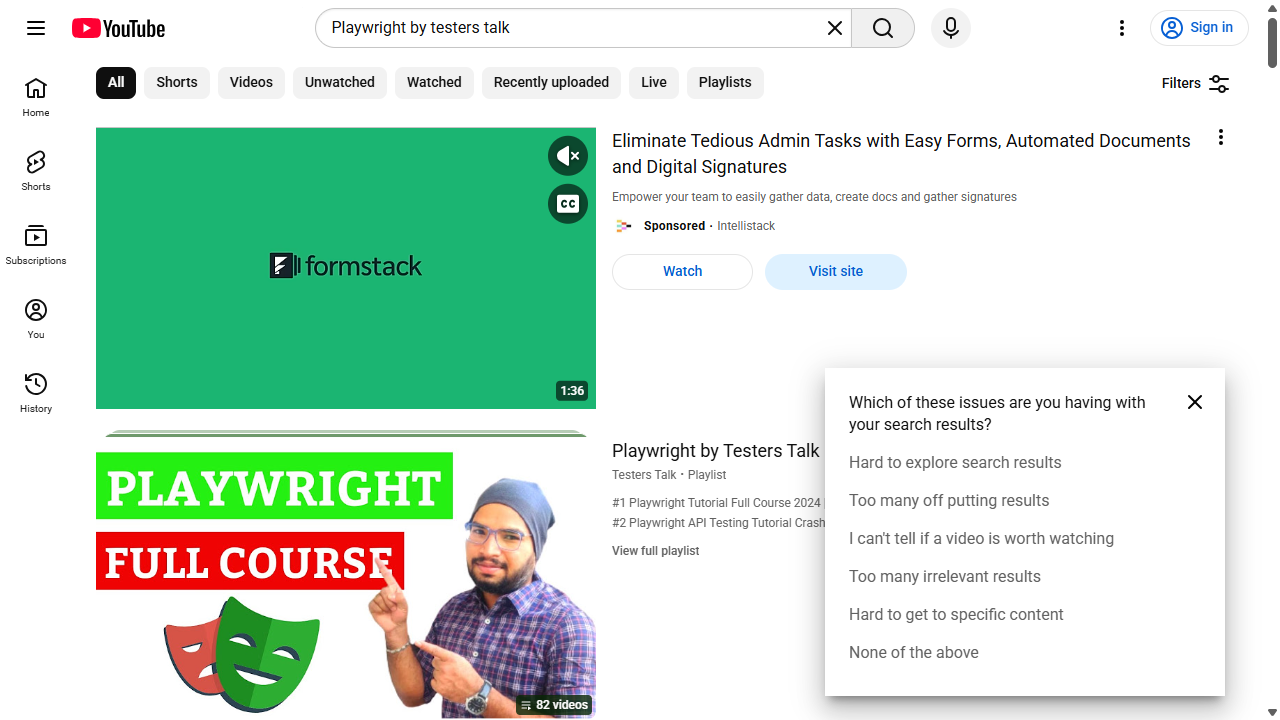 YouTube
Playwright by testers talk
Sign in
All
Shorts
Videos
Unwatched
Watched
Recently uploaded
Live
Playlists
Filters
Home
Shorts
Subscriptions
You
History
formstack
CC
1:36
Eliminate Tedious Admin Tasks with Easy Forms, Automated Documents
and Digital Signatures
Empower your team to easily gather data, create docs and gather signatures
Sponsored · Intellistack
Watch
Visit site
PLAYWRIGHT
FULL COURSE
82 videos
Playwright by Testers Talk
Testers Talk · Playlist
#1 Playwright Tutorial Full Course 2024
#2 Playwright API Testing Tutorial Crash
View full playlist
Which of these issues are you having with
your search results?
Hard to explore search results
Too many off putting results
I can't tell if a video is worth watching
Too many irrelevant results
Hard to get to specific content
None of the above